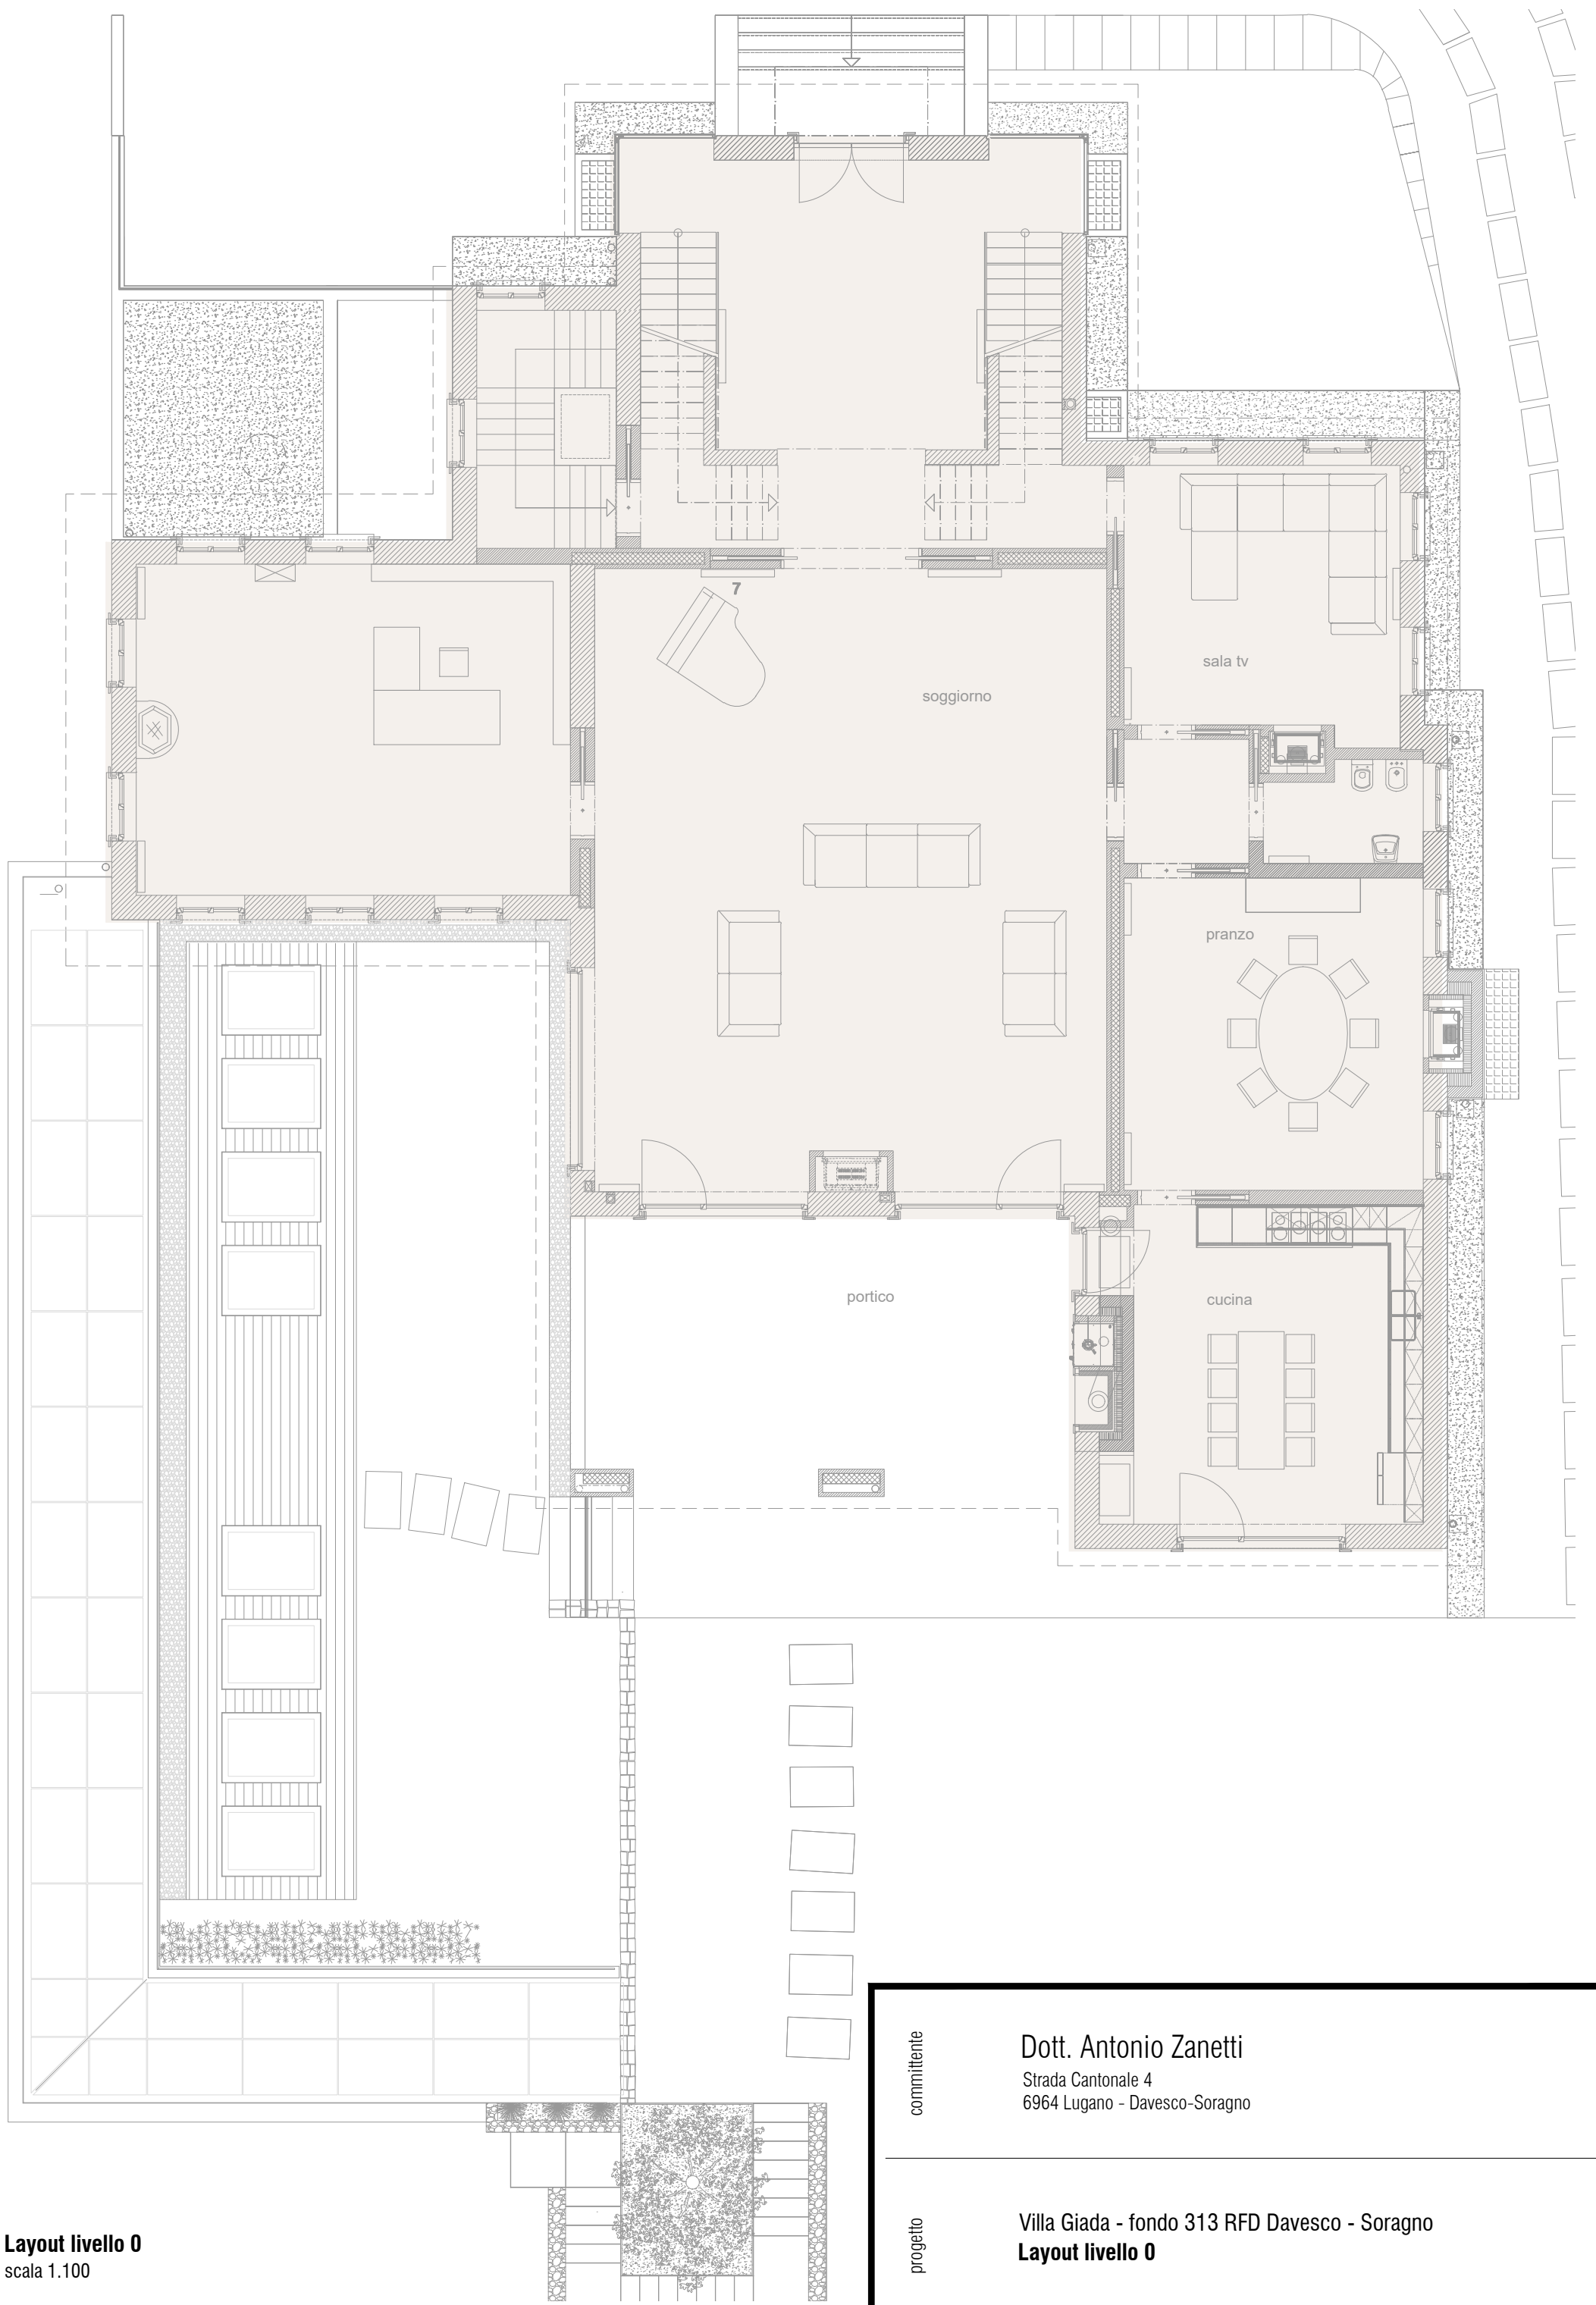 7
sala tv
soggiorno
pranzo
portico
cucina
committente
Dott. Antonio Zanetti
Strada Cantonale 4
6964 Lugano - Davesco-Soragno
progetto
Villa Giada - fondo 313 RFD Davesco - Soragno
Layout livello 0
Layout livello 0
scala 1.100